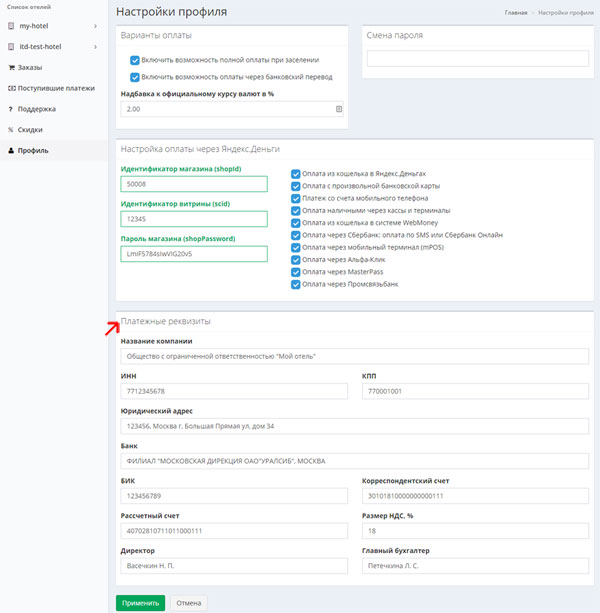 Список отелей
my-hotel
itd-test-hotel
Заказы
Поступившие платежи
Поддержка
Скидки
Профиль
Настройки профиля
Главная > Настройки профиля
Варианты оплаты
Включить возможность полной оплаты при заселении
Включить возможность оплаты через банковский перевод
Надбавка к официальному курсу валют в %
2.00
Смена пароля
Настройка оплаты через Яндекс.Деньги
Идентификатор магазина (shopId)
50008
Идентификатор витрины (scid)
12345
Пароль магазина (shopPassword)
Оплата из кошелька в Яндекс.Деньгах
Оплата с произвольной банковской карты
Платеж со счета мобильного телефона
Оплата наличными через кассы и терминалы
Оплата из кошелька в системе WebMoney
Оплата через Сбербанк: оплата по SMS или Сбербанк Онлайн
Оплата через мобильный терминал (mPOS)
Оплата через Альфа-Клик
Оплата через MasterPass
Оплата через Промсвязьбанк
Платежные реквизиты
Название компании
Общество с ограниченной ответственностью "Мой отель"
ИНН
КПП
7712345678
770001001
Юридический адрес
123456, Москва г, Большая Прямая ул, дом 34
Банк
ФИЛИАЛ "МОСКОВСКАЯ ДИРЕКЦИЯ ОАО"УРАЛСИБ", МОСКВА
БИК
Корреспондентский счет
123456789
30101810000000000111
Рассчетный счет
Размер НДС, %
40702810711011000111
18
Директор
Главный бухгалтер
Васечкин Н. П.
Петечкина Л. С.
Применить
Отмена